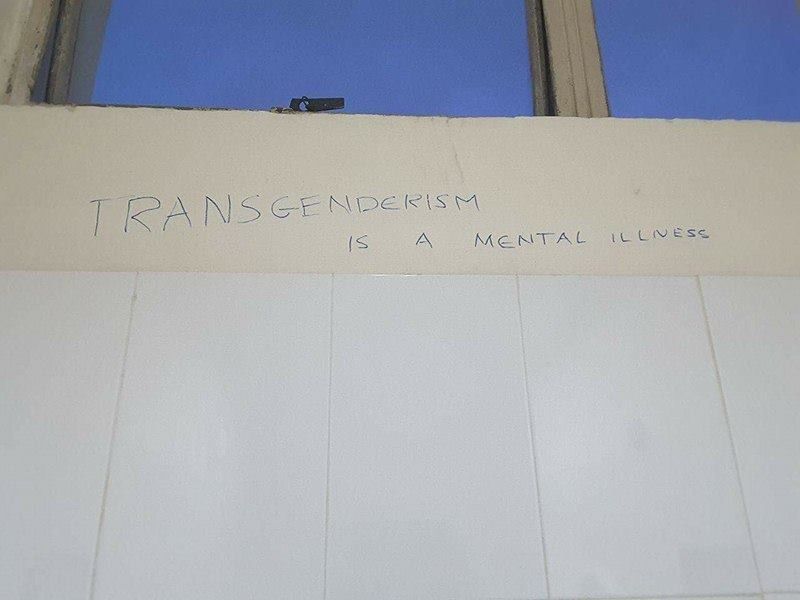 TRANSGENDERISM
IS A MENTAL ILLNESS